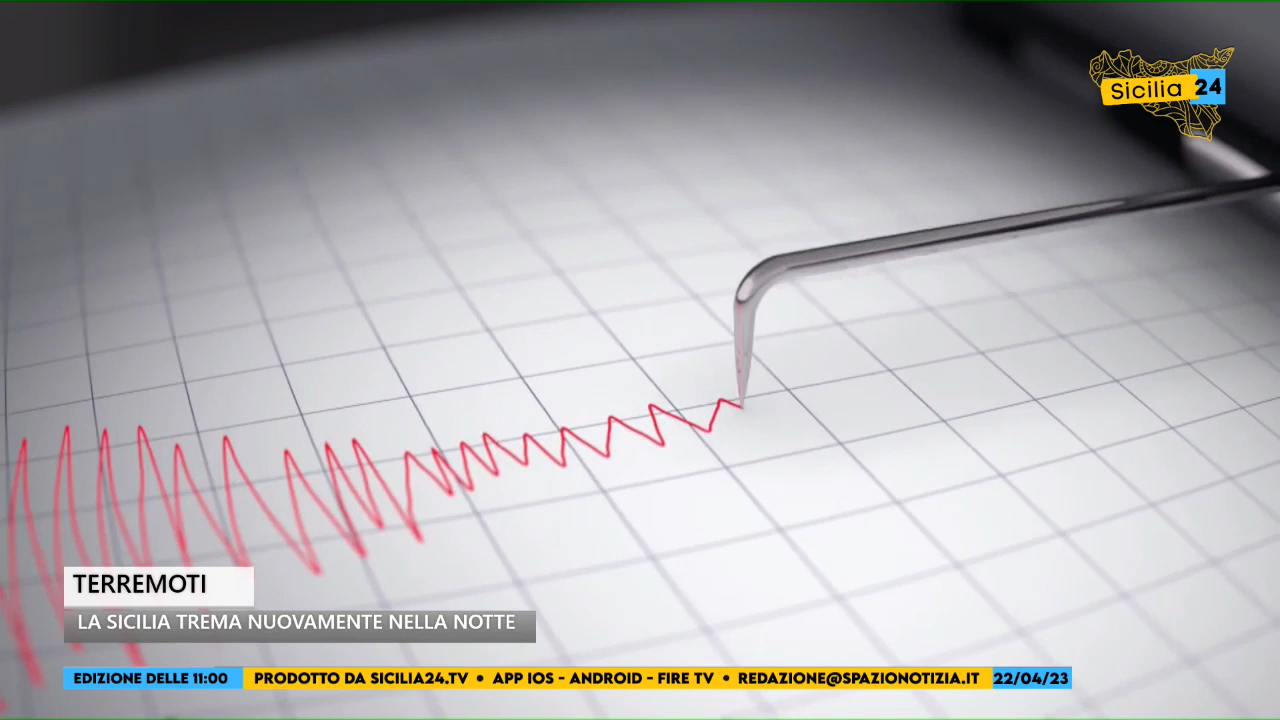 Sicilia 24
TERREMOTI
LA SICILIA TREMA NUOVAMENTE NELLA NOTTE
EDIZIONE DELLE 11:00 PRODOTTO DA SICILIA24.TV • APP IOS - ANDROID - FIRE TV • REDAZIONE@SPAZIONOTIZIA.IT 22/04/23